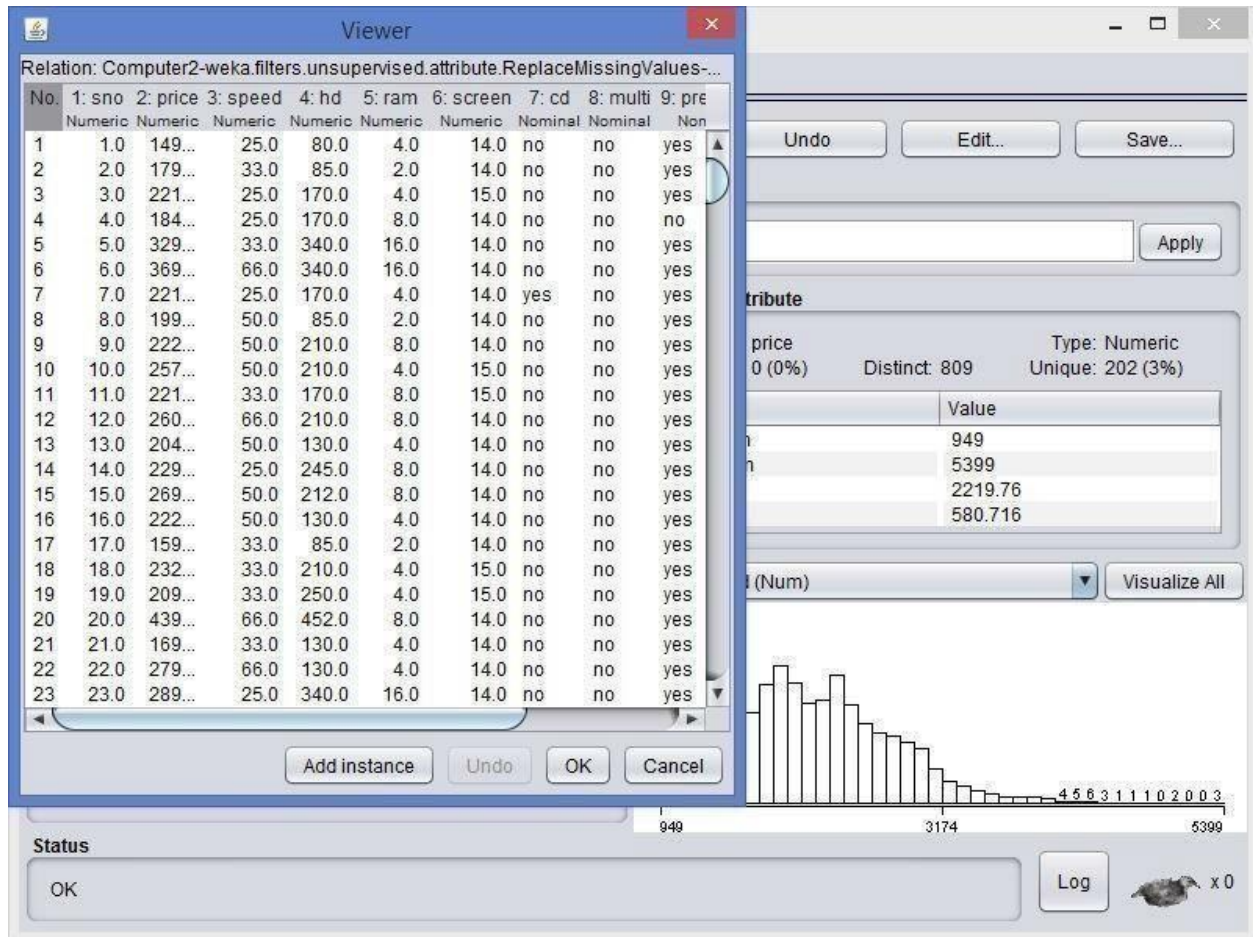 Viewer
Relation: Computer2-weka.filters.unsupervised.attribute.ReplaceMissingValues-...
No. 1: sno 2: price 3: speed 4: hd 5: ram 6: screen 7: cd 8: multi 9: pre
Numeric Numeric Numeric Numeric Numeric Numeric Nominal Nominal Non
1 1.0 149... 25.0 80.0 4.0 14.0 no no yes
2 2.0 179... 33.0 85.0 2.0 14.0 no no yes
3 3.0 221... 25.0 170.0 4.0 15.0 no no yes
4 4.0 184... 25.0 170.0 8.0 14.0 no no no
5 5.0 329... 33.0 340.0 16.0 14.0 no no yes
6 6.0 369... 66.0 340.0 16.0 14.0 no no yes
7 7.0 221... 25.0 170.0 4.0 14.0 yes no yes
8 8.0 199... 50.0 85.0 2.0 14.0 no no yes
9 9.0 222... 50.0 210.0 8.0 14.0 no no yes
10 10.0 257... 50.0 210.0 4.0 15.0 no no yes
11 11.0 221... 33.0 170.0 8.0 15.0 no no yes
12 12.0 260... 66.0 210.0 8.0 14.0 no no yes
13 13.0 204... 50.0 130.0 4.0 14.0 no no yes
14 14.0 229... 25.0 245.0 8.0 14.0 no no yes
15 15.0 269... 50.0 212.0 8.0 14.0 no no yes
16 16.0 222... 50.0 130.0 4.0 14.0 no no yes
17 17.0 159... 33.0 85.0 2.0 14.0 no no yes
18 18.0 232... 33.0 210.0 4.0 15.0 no no yes
19 19.0 209... 33.0 250.0 4.0 15.0 no no yes
20 20.0 439... 66.0 452.0 8.0 14.0 no no yes
21 21.0 169... 33.0 130.0 4.0 14.0 no no yes
22 22.0 279... 66.0 130.0 4.0 14.0 no no yes
23 23.0 289... 25.0 340.0 16.0 14.0 no no yes
Add instance Undo OK Cancel
Undo Edit... Save...
Apply
tribute
price Type: Numeric
0 (0%) Distinct: 809 Unique: 202 (3%)
Value
949
5399
2219.76
580.716
(Num) Visualize All
4 5 6 3 1 1 1 0 2 0 0 3
949 3174 5399
Status
OK
Log x 0